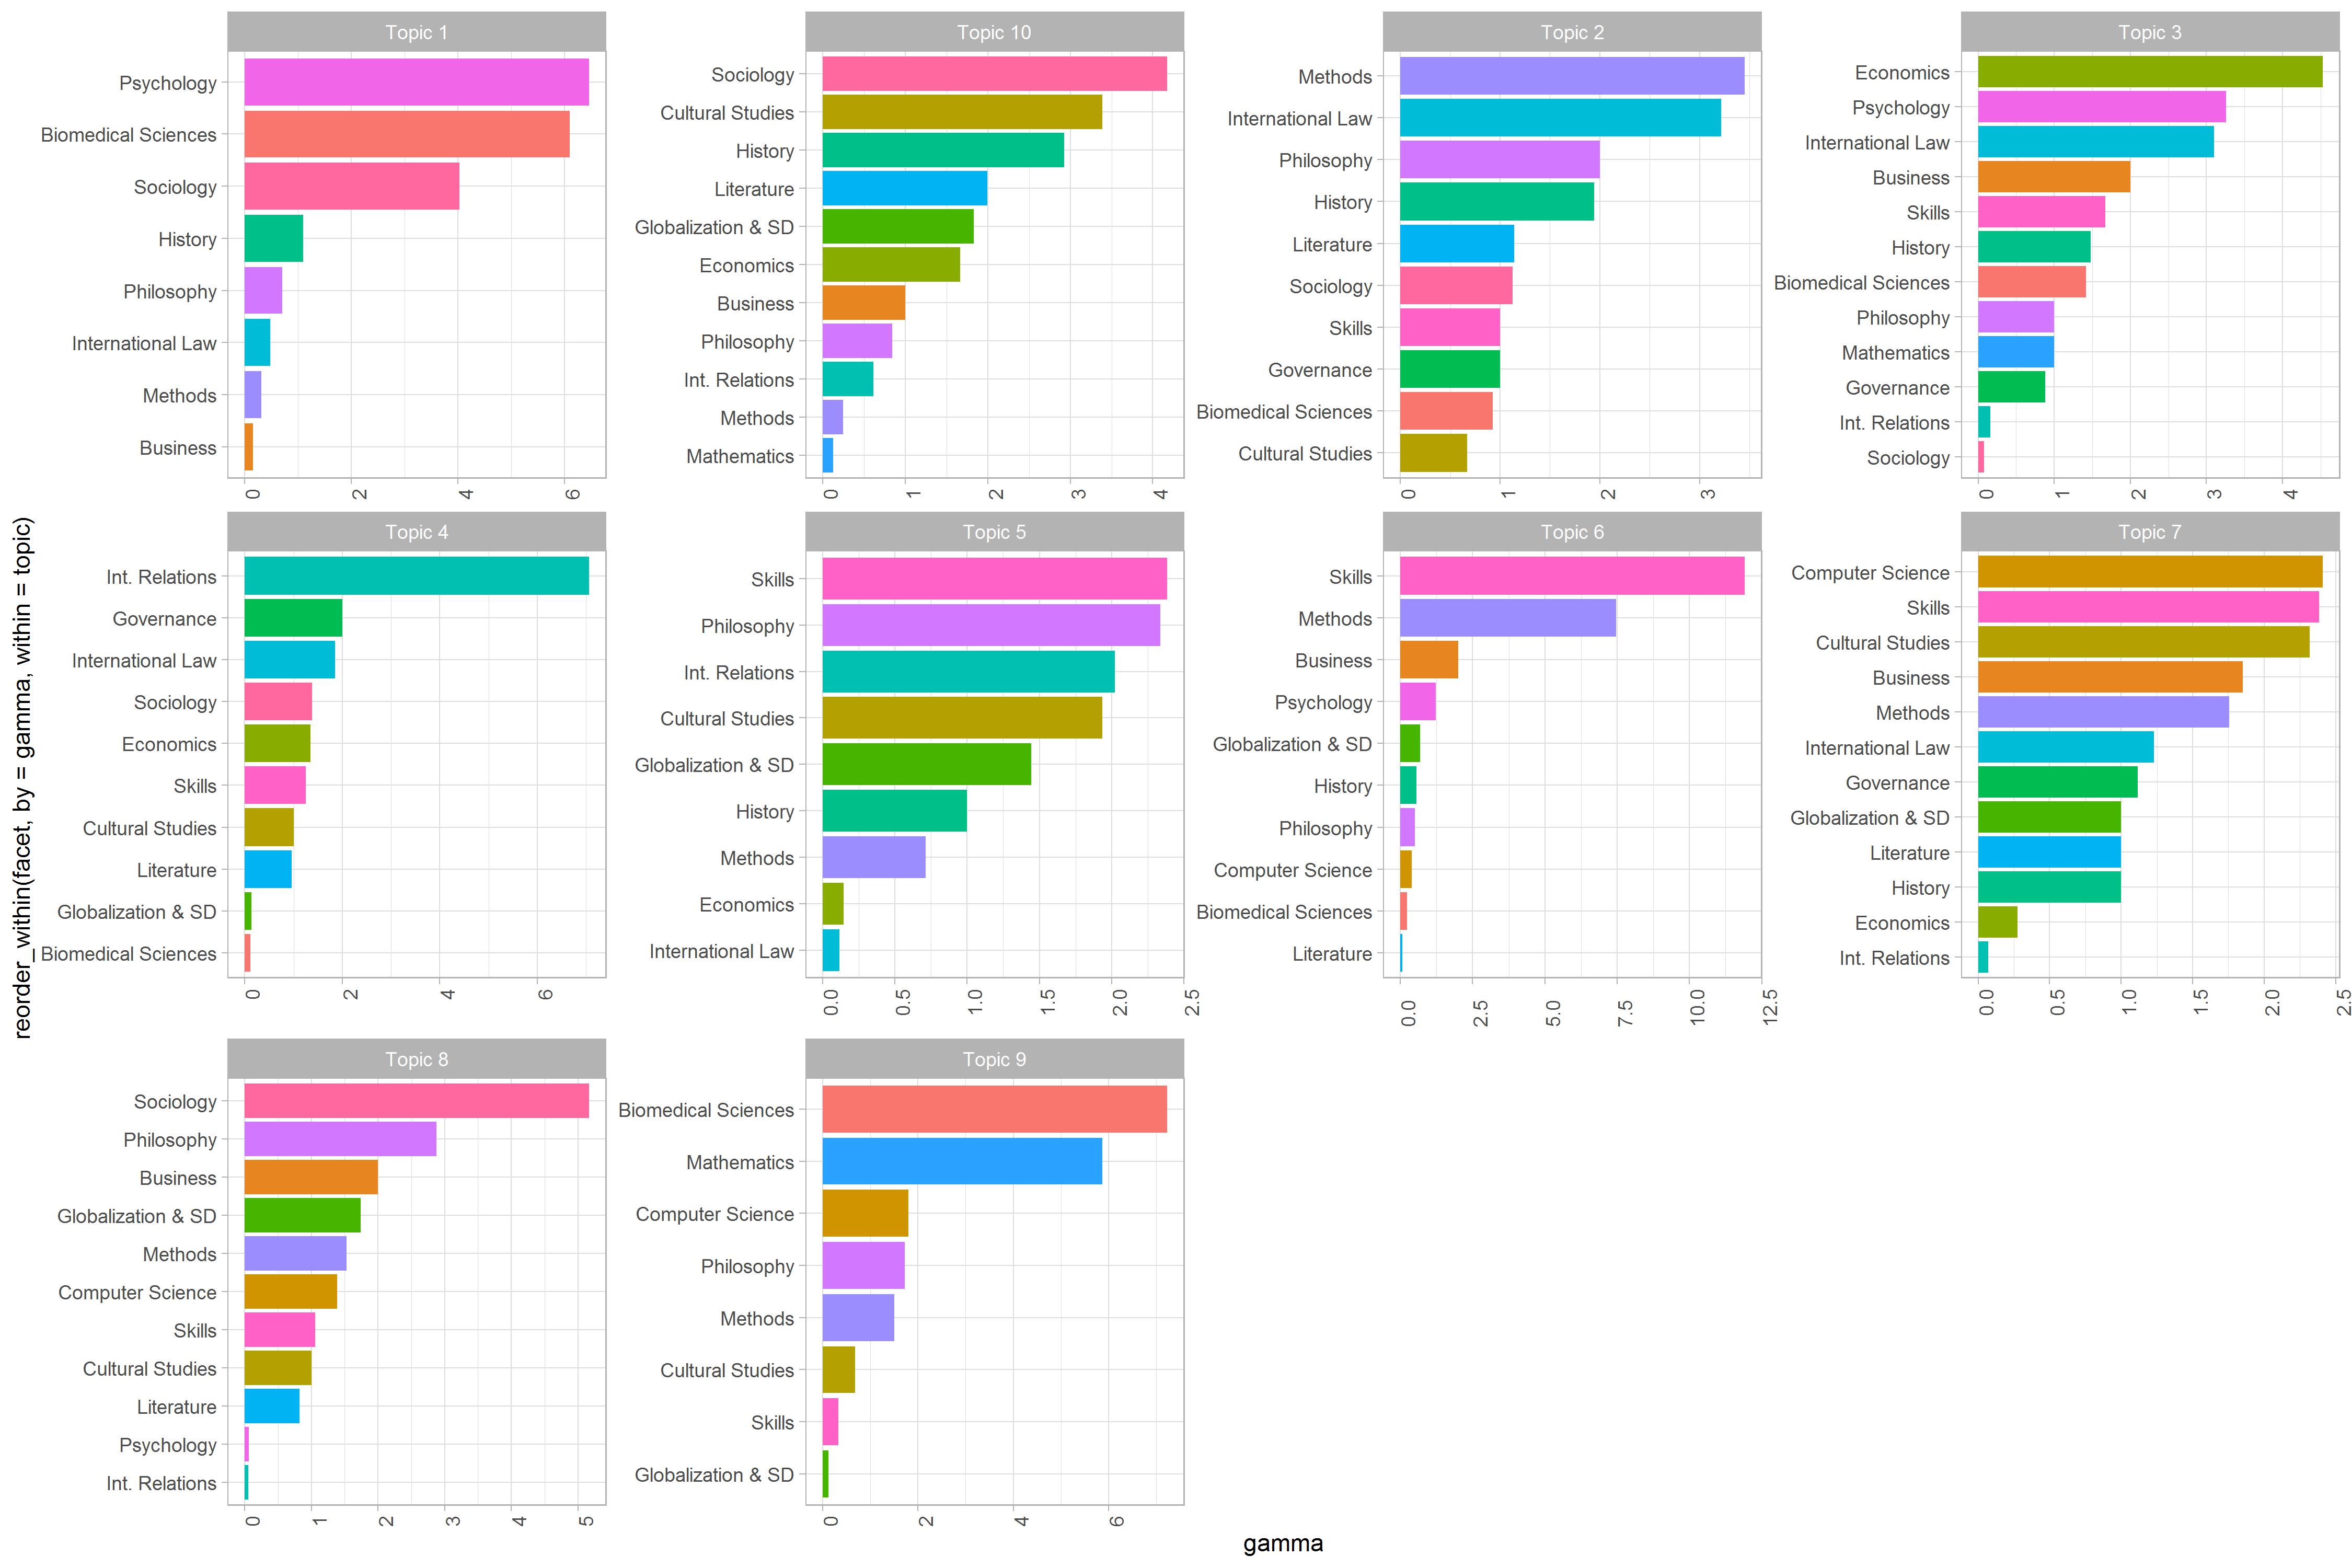 Topic 1
Psychology
Biomedical Sciences
Sociology
History
Philosophy
International Law
Methods
Business
0 2 4 6
Topic 10
Sociology
Cultural Studies
History
Literature
Globalization & SD
Economics
Business
Philosophy
Int. Relations
Methods
Mathematics
0 1 2 3 4
Topic 2
Methods
International Law
Philosophy
History
Literature
Sociology
Skills
Governance
Biomedical Sciences
Cultural Studies
0 1 2 3
Topic 3
Economics
Psychology
International Law
Business
Skills
History
Biomedical Sciences
Philosophy
Mathematics
Governance
Int. Relations
Sociology
0 1 2 3 4
reorder_within(facet, by = gamma, within = topic)
Topic 4
Int. Relations
Governance
International Law
Sociology
Economics
Skills
Cultural Studies
Literature
Globalization & SD
Biomedical Sciences
0 2 4 6
Topic 5
Skills
Philosophy
Int. Relations
Cultural Studies
Globalization & SD
History
Methods
Economics
International Law
0.0 0.5 1.0 1.5 2.0 2.5
Topic 6
Skills
Methods
Business
Psychology
Globalization & SD
History
Philosophy
Computer Science
Biomedical Sciences
Literature
0.0 2.5 5.0 7.5 10.0 12.5
Topic 7
Computer Science
Skills
Cultural Studies
Business
Methods
International Law
Governance
Globalization & SD
Literature
History
Economics
Int. Relations
0.0 0.5 1.0 1.5 2.0 2.5
Topic 8
Sociology
Philosophy
Business
Globalization & SD
Methods
Computer Science
Skills
Cultural Studies
Literature
Psychology
Int. Relations
0 1 2 3 4 5
Topic 9
Biomedical Sciences
Mathematics
Computer Science
Philosophy
Methods
Cultural Studies
Skills
Globalization & SD
0 2 4 6
gamma